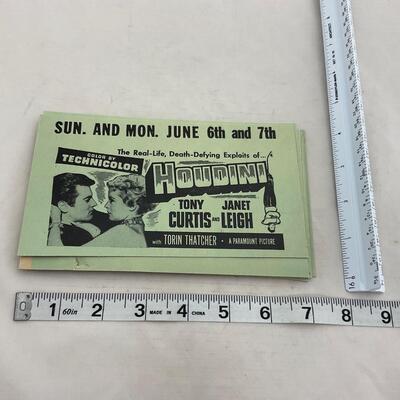 SUN. AND MON. JUNE 6th and 7th
The Real-Life, Death-Defying Exploits of...
COLOR BY
TECHNICOLOR
HOUDINI
TONY JANET
CURTIS AND LEIGH
with TORIN THATCHER • A PARAMOUNT PICTURE
1 60in 2 3 MADE IN 4 CHINA 5 6 7 8 9